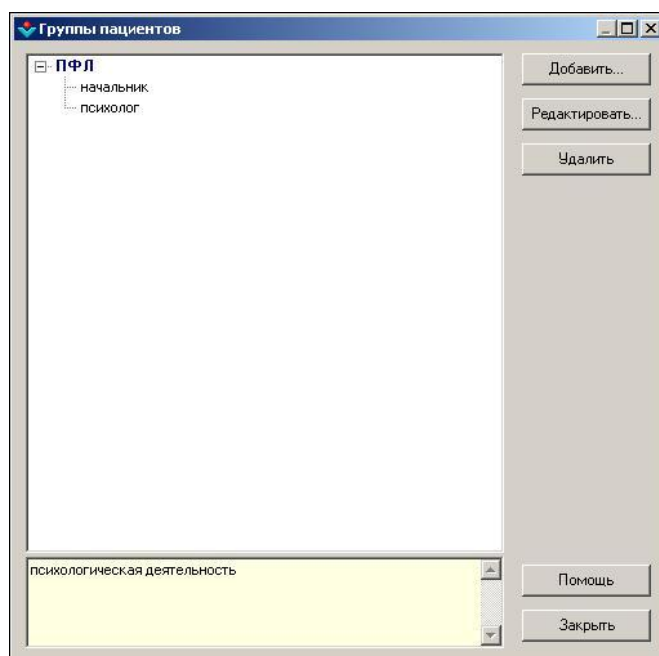 Группы пациентов
ПФЛ
начальник
психолог
Добавить...
Редактировать...
Удалить
психологическая деятельность
Помощь
Закрыть